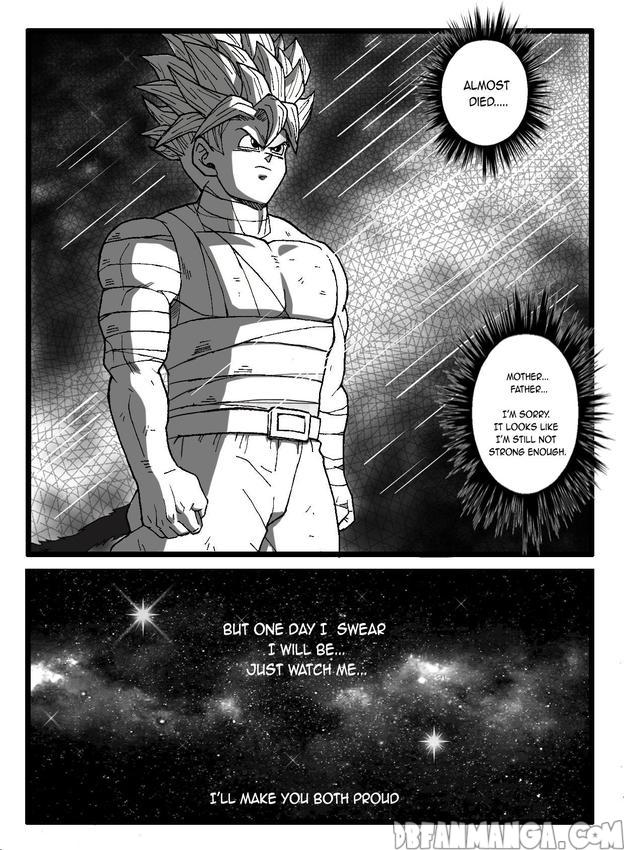 ALMOST
DIED.....
MOTHER...
FATHER...
I'M SORRY.
IT LOOKS LIKE
I'M STILL NOT
STRONG ENOUGH.
BUT ONE DAY I SWEAR
I WILL BE...
JUST WATCH ME...
I'LL MAKE YOU BOTH PROUD
DBFANMANGA.COM